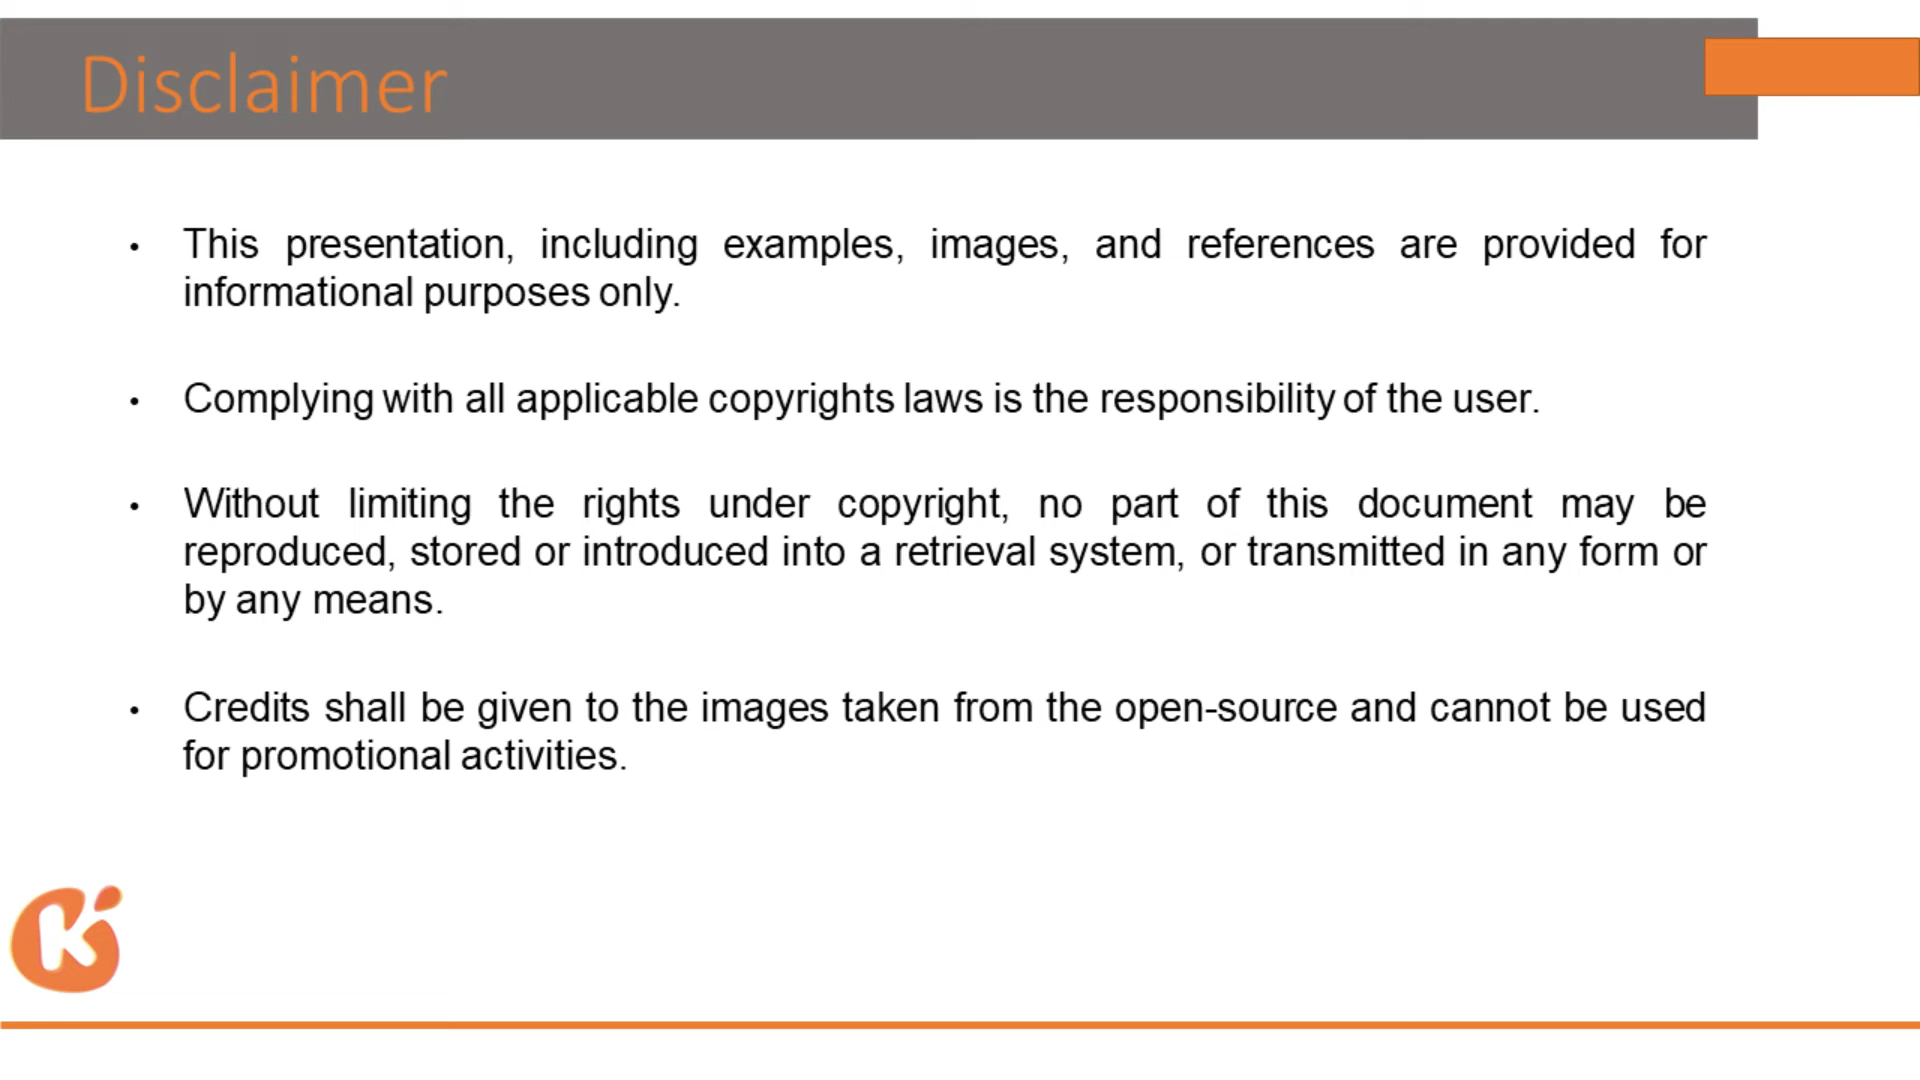 Disclaimer
• This presentation, including examples, images, and references are provided for
informational purposes only.
• Complying with all applicable copyrights laws is the responsibility of the user.
• Without limiting the rights under copyright, no part of this document may be
reproduced, stored or introduced into a retrieval system, or transmitted in any form or
by any means.
• Credits shall be given to the images taken from the open-source and cannot be used
for promotional activities.
K